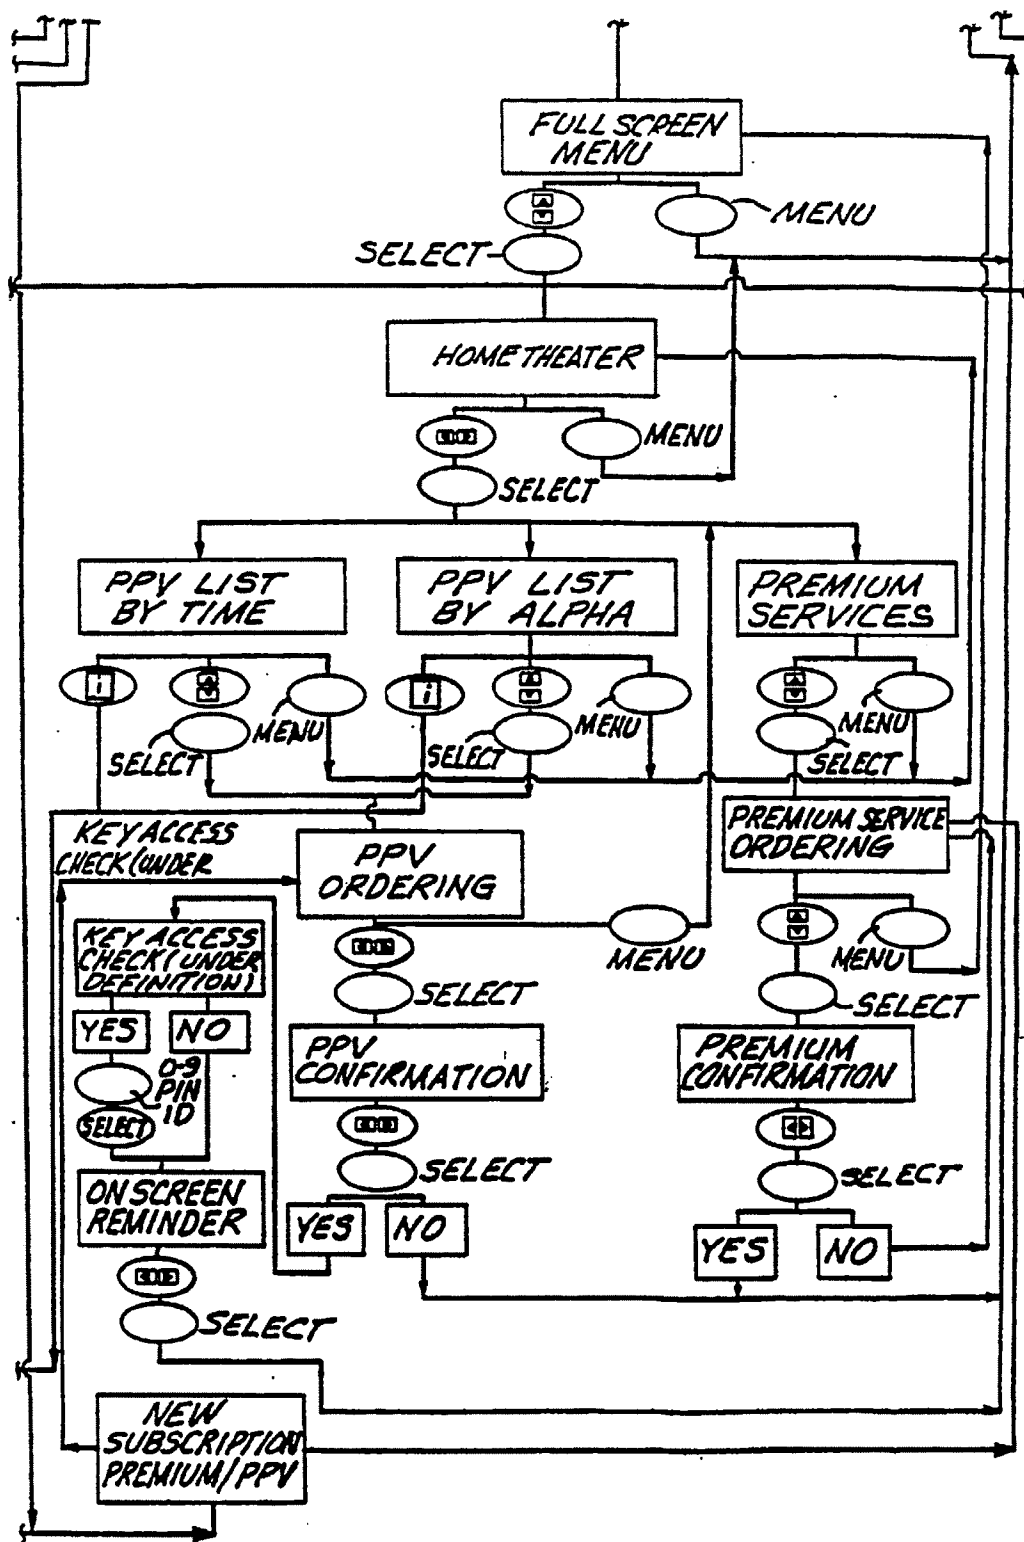 FULL SCREEN
MENU
MENU
SELECT
HOME THEATER
MENU
SELECT
PPV LIST
BY TIME
PPV LIST
BY ALPHA
PREMIUM
SERVICES
i
MENU
SELECT
i
MENU
SELECT
MENU
SELECT
KEY ACCESS
CHECK (UNDER
PPV
ORDERING
PREMIUM SERVICE
ORDERING
KEY ACCESS
CHECK (UNDER
DEFINITION)
MENU
MENU
SELECT
SELECT
YES
NO
0-9
PIN
ID
SELECT
PPV
CONFIRMATION
PREMIUM
CONFIRMATION
SELECT
SELECT
ON SCREEN
REMINDER
YES
NO
YES
NO
SELECT
NEW
SUBSCRIPTION
PREMIUM/PPV